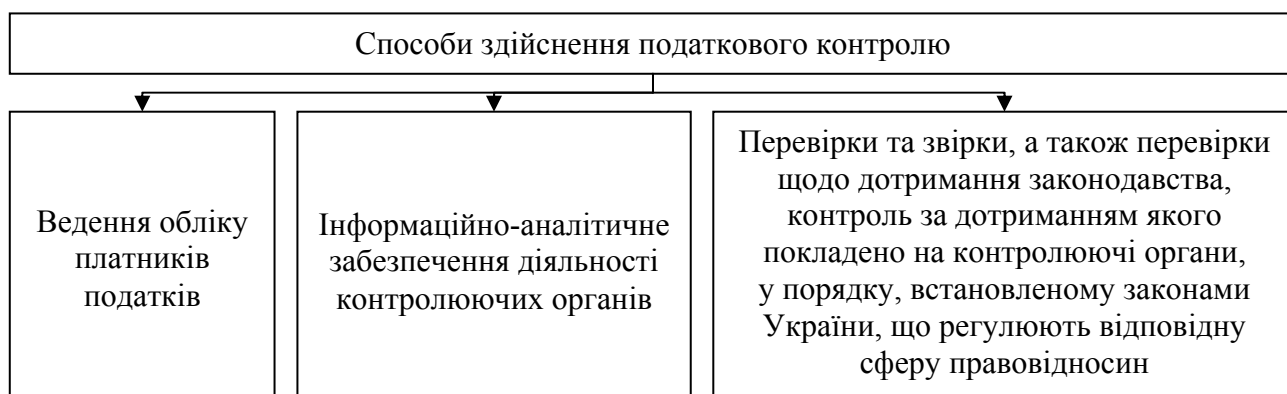 Способи здійснення податкового контролю
Ведення обліку
платників
податків
Інформаційно-аналітичне
забезпечення діяльності
контролюючих органів
Перевірки та звірки, а також перевірки
щодо дотримання законодавства,
контроль за дотриманням якого
покладено на контролюючі органи,
у порядку, встановленому законами
України, що регулюють відповідну
сферу правовідносин